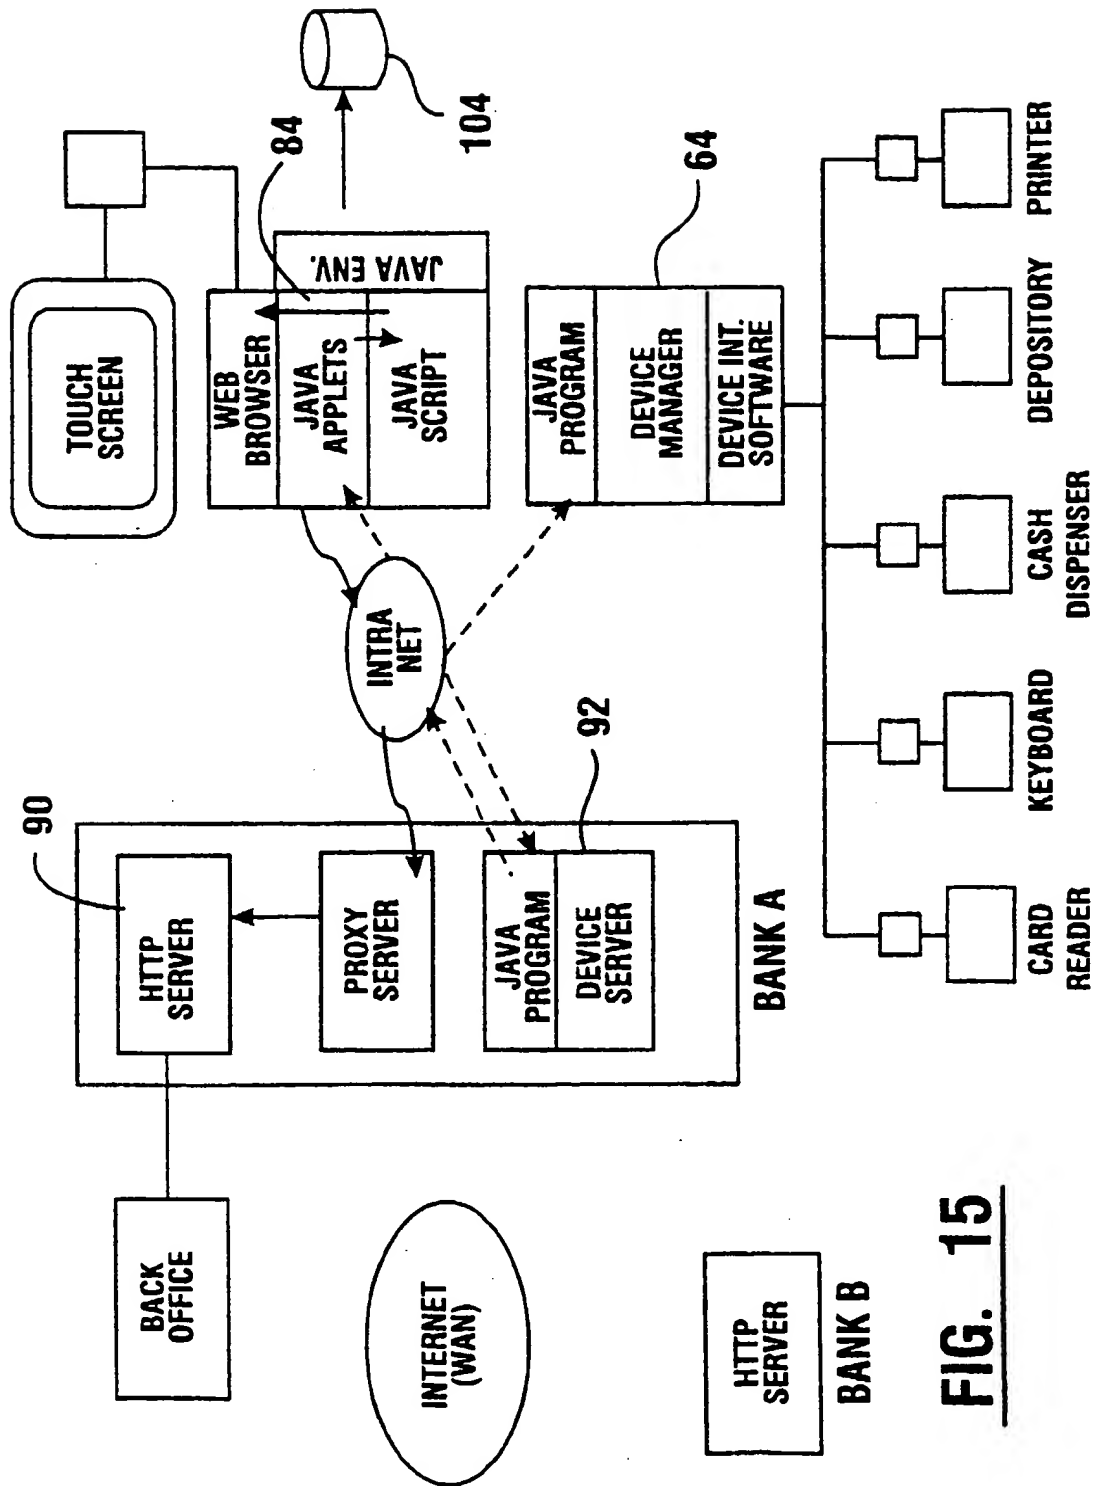 BACK
OFFICE
90
HTTP
SERVER
PROXY
SERVER
JAVA
PROGRAM
DEVICE
SERVER
92
BANK A
INTERNET
(WAN)
HTTP
SERVER
BANK B
INTRA
NET
TOUCH
SCREEN
WEB
BROWSER
JAVA
APPLETS
JAVA
SCRIPT
JAVA ENV.
84
104
JAVA
PROGRAM
DEVICE
MANAGER
DEVICE INT.
SOFTWARE
64
CARD
READER
KEYBOARD
CASH
DISPENSER
DEPOSITORY
PRINTER
FIG. 15